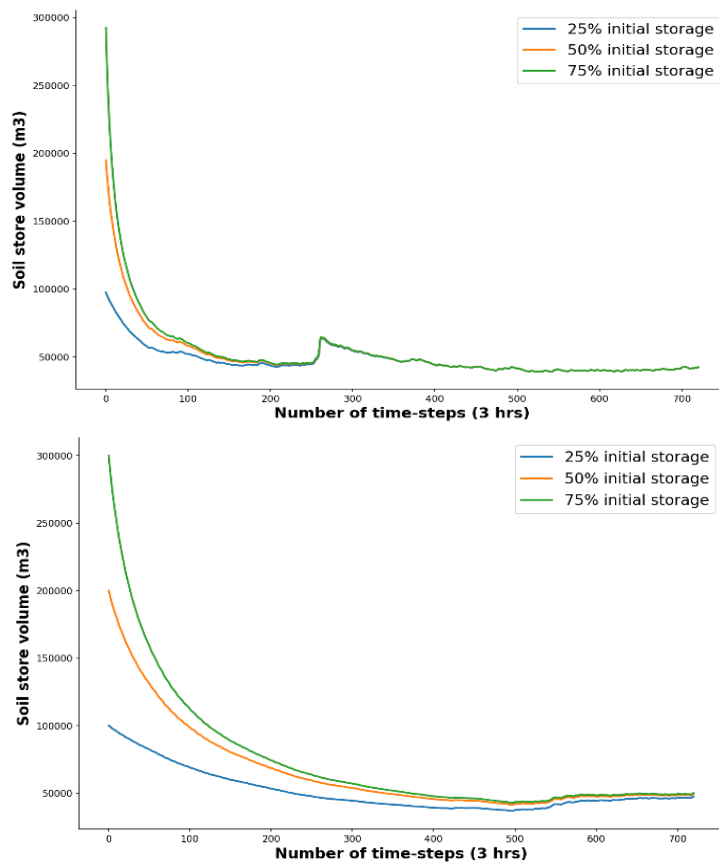 300000
25% initial storage
50% initial storage
75% initial storage
250000
200000
150000
100000
50000
Soil store volume (m3)
0 100 200 300 400 500 600 700
Number of time-steps (3 hrs)
300000
25% initial storage
50% initial storage
75% initial storage
250000
200000
150000
100000
50000
Soil store volume (m3)
0 100 200 300 400 500 600 700
Number of time-steps (3 hrs)